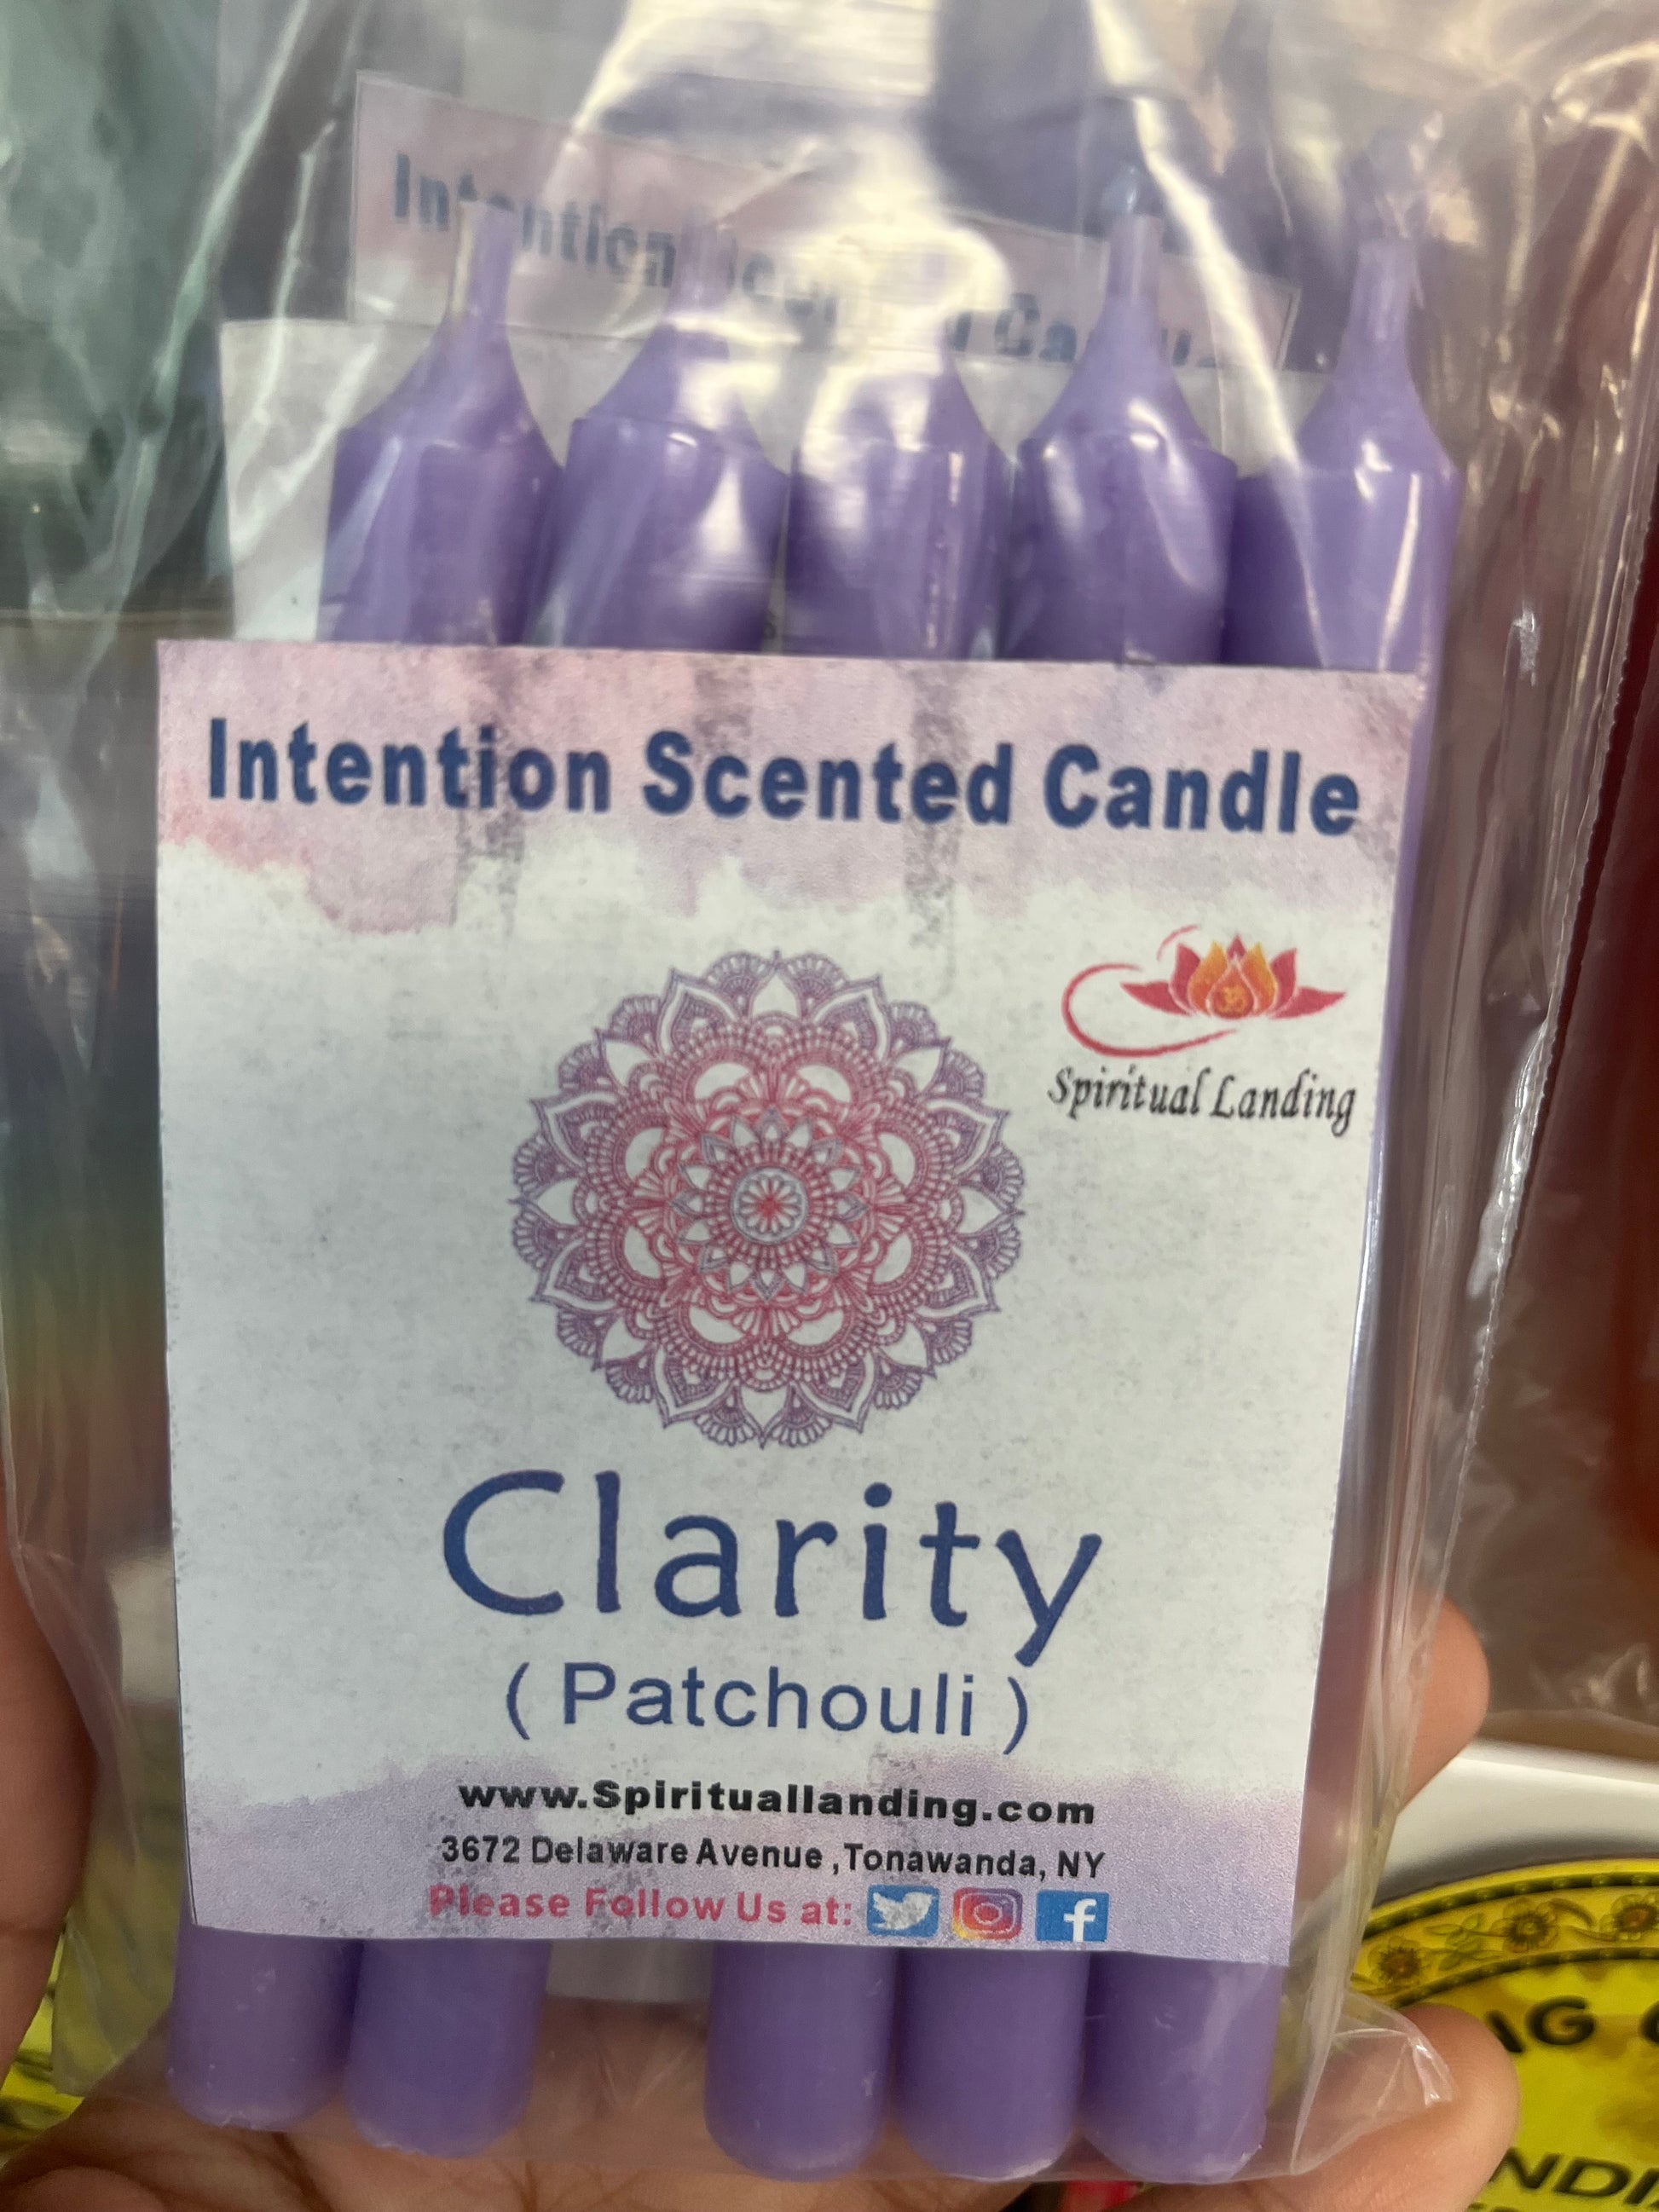 Intention Scented Candle
Spiritual Landing
Clarity
( Patchouli )
www.Spirituallanding.com
3672 Delaware Avenue ,Tonawanda, NY
Please Follow Us at: